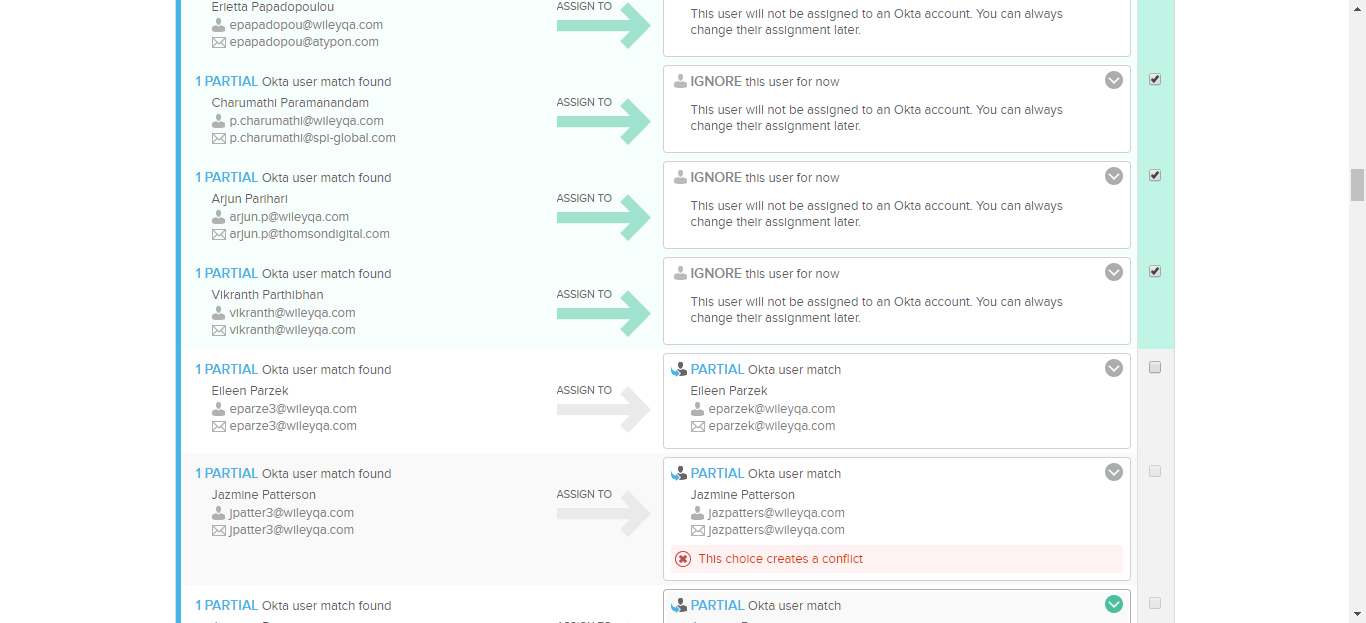 Erietta Papadopoulou
epapadopou@wileyqa.com
epapadopou@atypon.com
ASSIGN TO
This user will not be assigned to an Okta account. You can always
change their assignment later.
1 PARTIAL Okta user match found
Charumathi Paramanandam
p.charumathi@wileyqa.com
p.charumathi@spi-global.com
ASSIGN TO
IGNORE this user for now
This user will not be assigned to an Okta account. You can always
change their assignment later.
1 PARTIAL Okta user match found
Arjun Parihari
arjun.p@wileyqa.com
arjun.p@thomsondigital.com
ASSIGN TO
IGNORE this user for now
This user will not be assigned to an Okta account. You can always
change their assignment later.
1 PARTIAL Okta user match found
Vikranth Parthibhan
vikranth@wileyqa.com
vikranth@wileyqa.com
ASSIGN TO
IGNORE this user for now
This user will not be assigned to an Okta account. You can always
change their assignment later.
1 PARTIAL Okta user match found
Eileen Parzek
eparze3@wileyqa.com
eparze3@wileyqa.com
ASSIGN TO
PARTIAL Okta user match
Eileen Parzek
eparzek@wileyqa.com
eparzek@wileyqa.com
1 PARTIAL Okta user match found
Jazmine Patterson
jpatter3@wileyqa.com
jpatter3@wileyqa.com
ASSIGN TO
PARTIAL Okta user match
Jazmine Patterson
jazpatters@wileyqa.com
jazpatters@wileyqa.com
This choice creates a conflict
1 PARTIAL Okta user match found
PARTIAL Okta user match